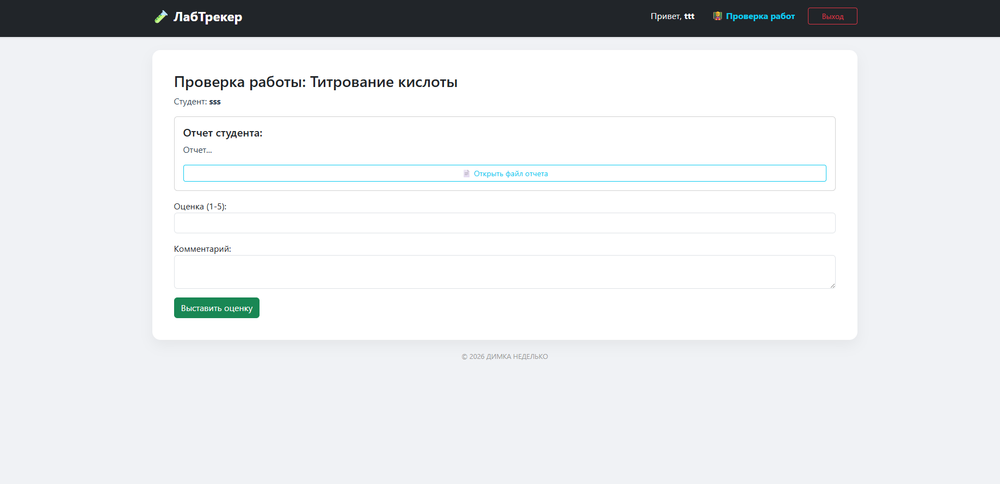 ЛабТрекер
Привет, ttt
Проверка работ
Выход
Проверка работы: Титрование кислоты
Студент: sss
Отчет студента:
Отчет...
Открыть файл отчета
Оценка (1-5):
Комментарий:
Выставить оценку
© 2026 ДИМКА НЕДЕЛЬКО